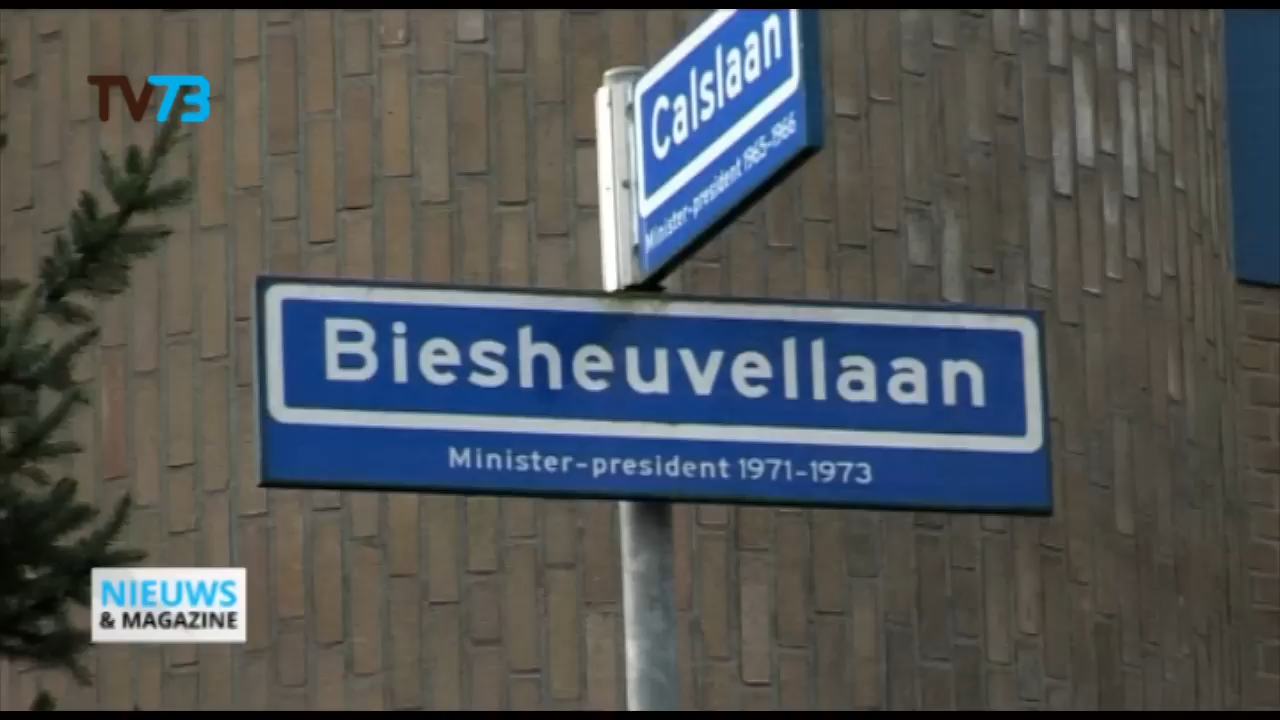 TV73
Calslaan
Minister-president 1965-1966
Biesheuvellaan
Minister-president 1971-1973
NIEUWS
& MAGAZINE